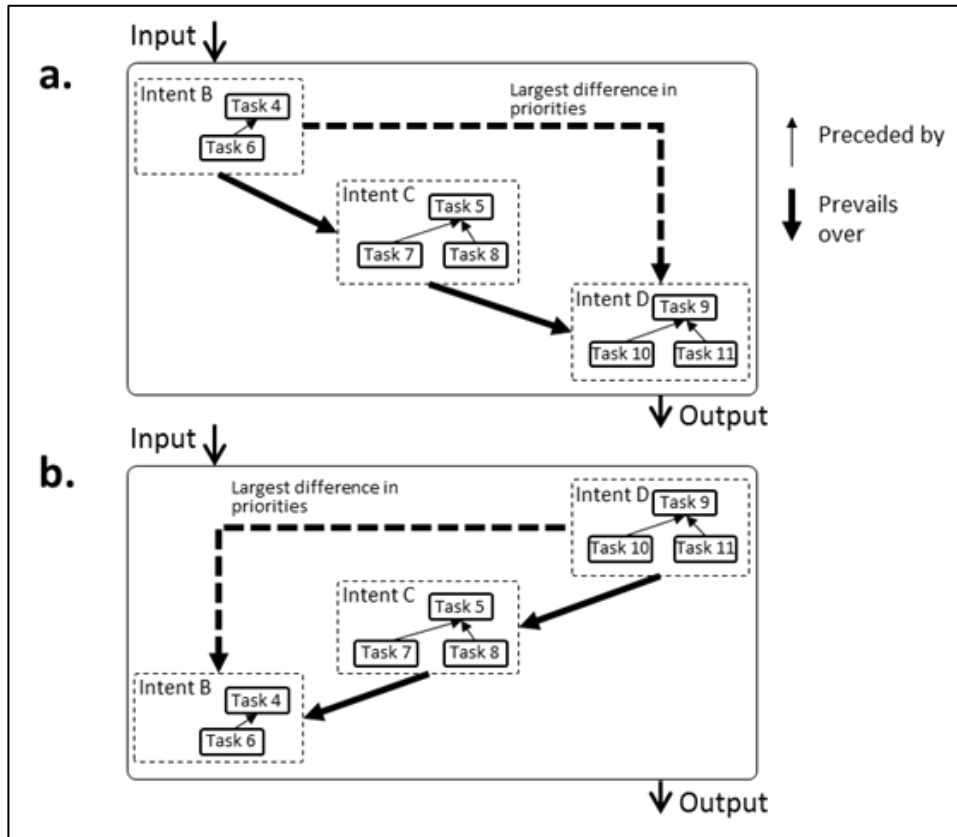 Input
a.
Intent B
Task 4
Task 6
Largest difference in
priorities
Preceded by
Prevails
over
Intent C
Task 5
Task 7
Task 8
Intent D
Task 9
Task 10
Task 11
Output
Input
b.
Largest difference in
priorities
Intent D
Task 9
Task 10
Task 11
Intent C
Task 5
Task 7
Task 8
Intent B
Task 4
Task 6
Output